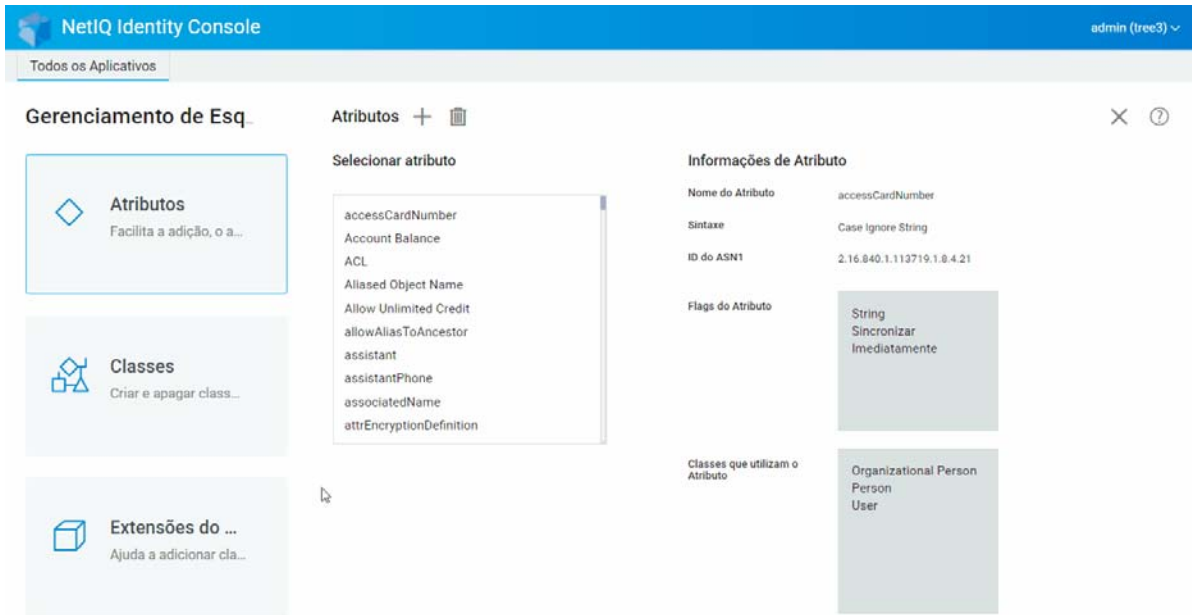 NetIQ Identity Console
admin (tree3)
Todos os Aplicativos
Gerenciamento de Esq...
Atributos
Facilita a adição, o a...
Classes
Criar e apagar class...
Extensões do ...
Ajuda a adicionar cla...
Atributos
Selecionar atributo
accessCardNumber
Account Balance
ACL
Aliased Object Name
Allow Unlimited Credit
allowAliasToAncestor
assistant
assistantPhone
associatedName
attrEncryptionDefinition
Informações de Atributo
Nome do Atributo
accessCardNumber
Sintaxe
Case Ignore String
ID do ASN1
2.16.840.1.113719.1.8.4.21
Flags do Atributo
String
Sincronizar
Imediatamente
Classes que utilizam o
Atributo
Organizational Person
Person
User